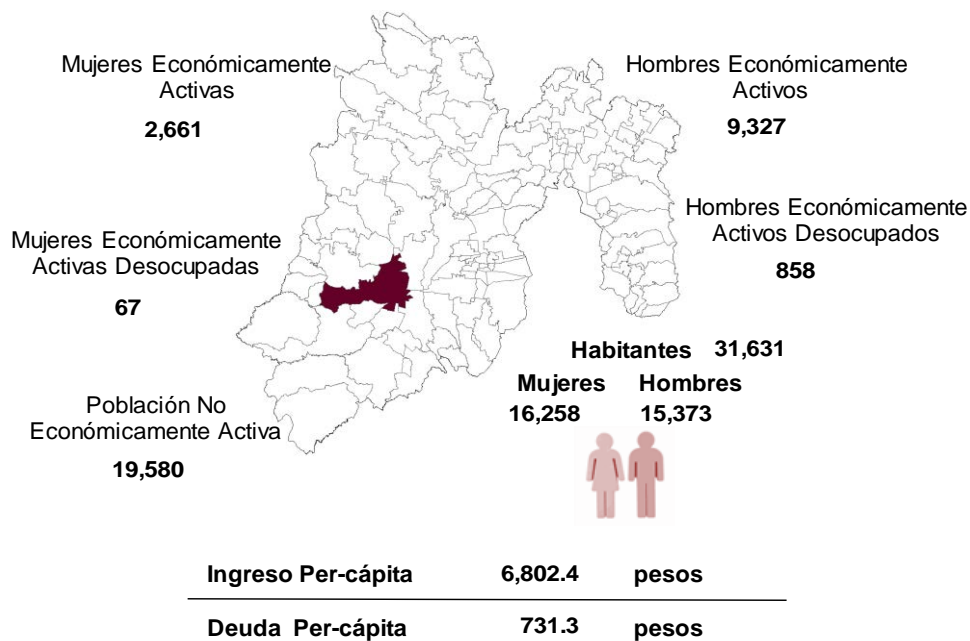 Mujeres Económicamente
Activas
2,661
Hombres Económicamente
Activos
9,327
Mujeres Económicamente
Activas Desocupadas
67
Hombres Económicamente
Activos Desocupados
858
Habitantes 31,631
Mujeres Hombres
16,258 15,373
Población No
Económicamente Activa
19,580
Ingreso Per-cápita 6,802.4 pesos
Deuda Per-cápita 731.3 pesos